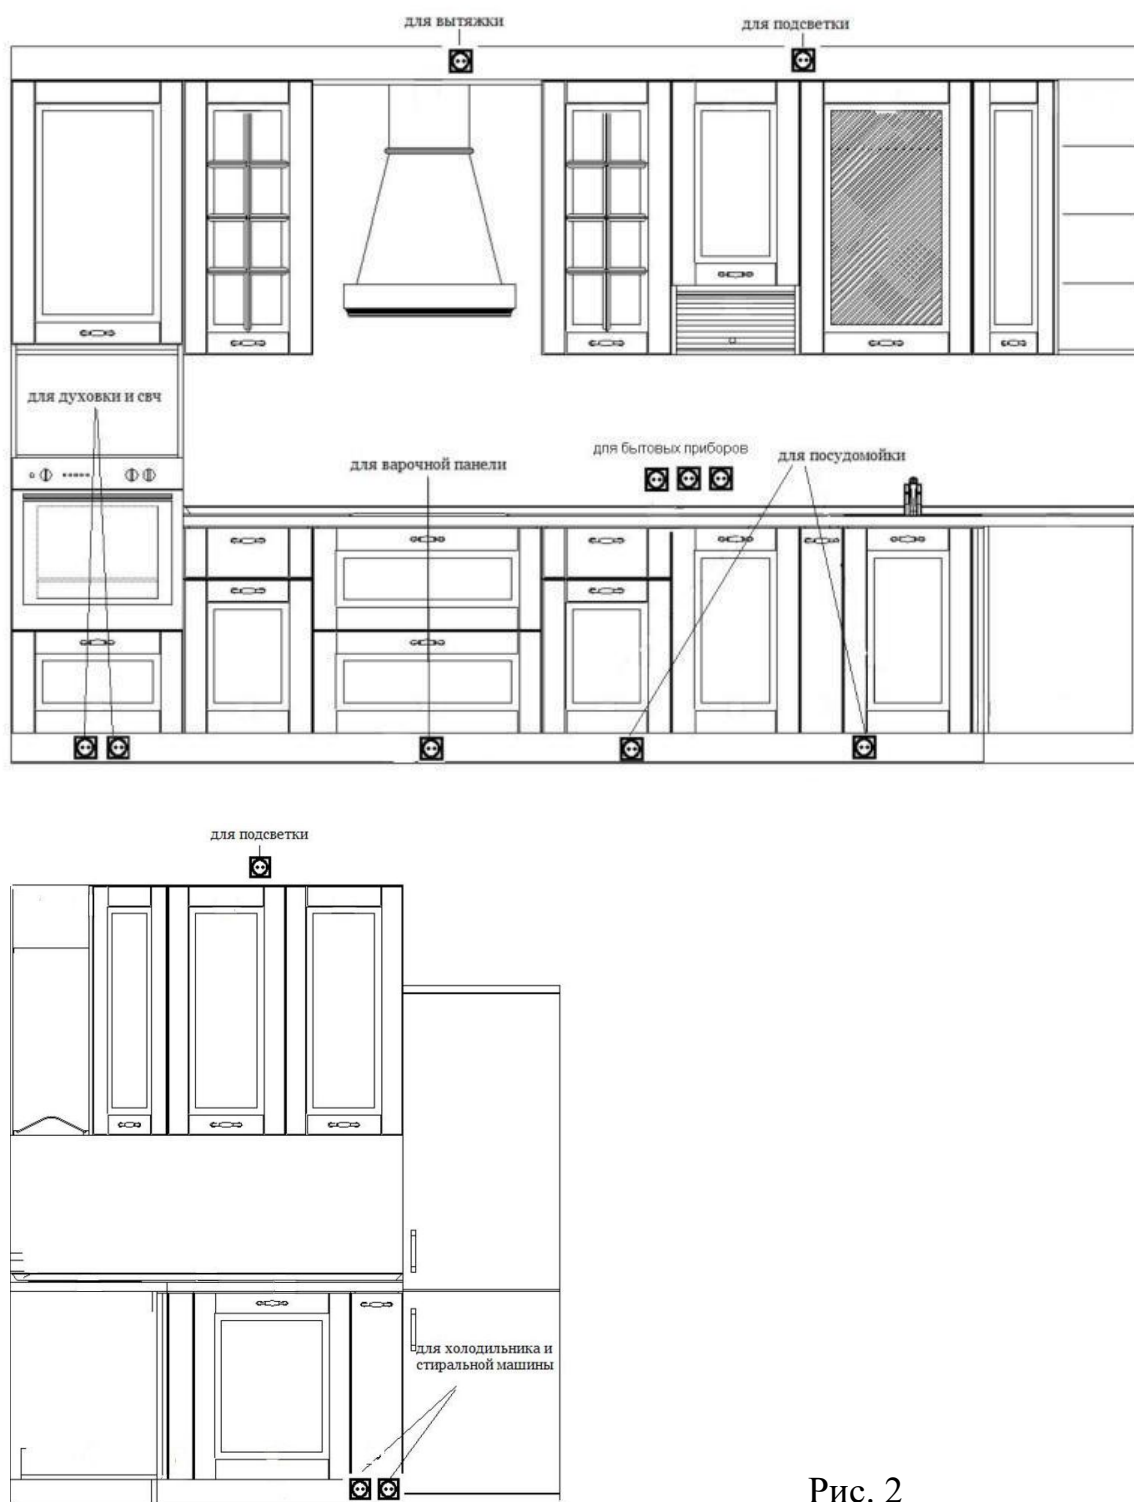 для вытяжки
для подсветки
для духовки и свч
для варочной панели
для бытовых приборов
для посудомойки
для подсветки
для холодильника и
стиральной машины
Рис. 2